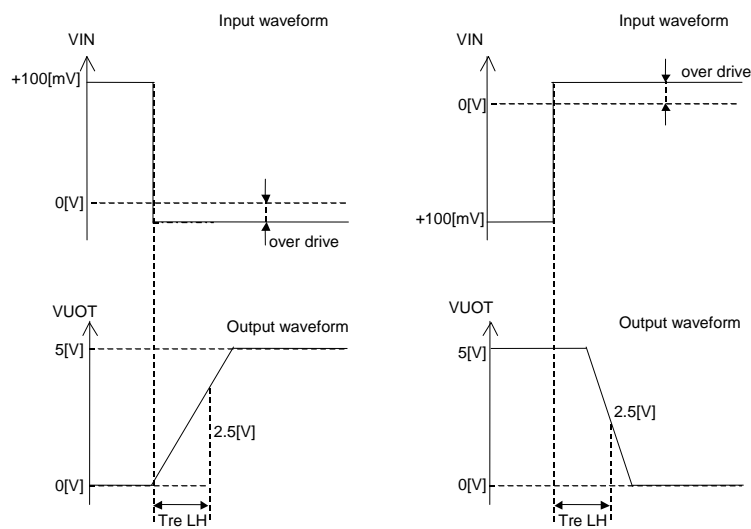 Input waveform
VIN
+100[mV]
0[V]
over drive
VUOT
Output waveform
5[V]
2.5[V]
0[V]
Tre LH
Input waveform
VIN
over drive
0[V]
+100[mV]
VUOT
Output waveform
5[V]
2.5[V]
0[V]
Tre LH